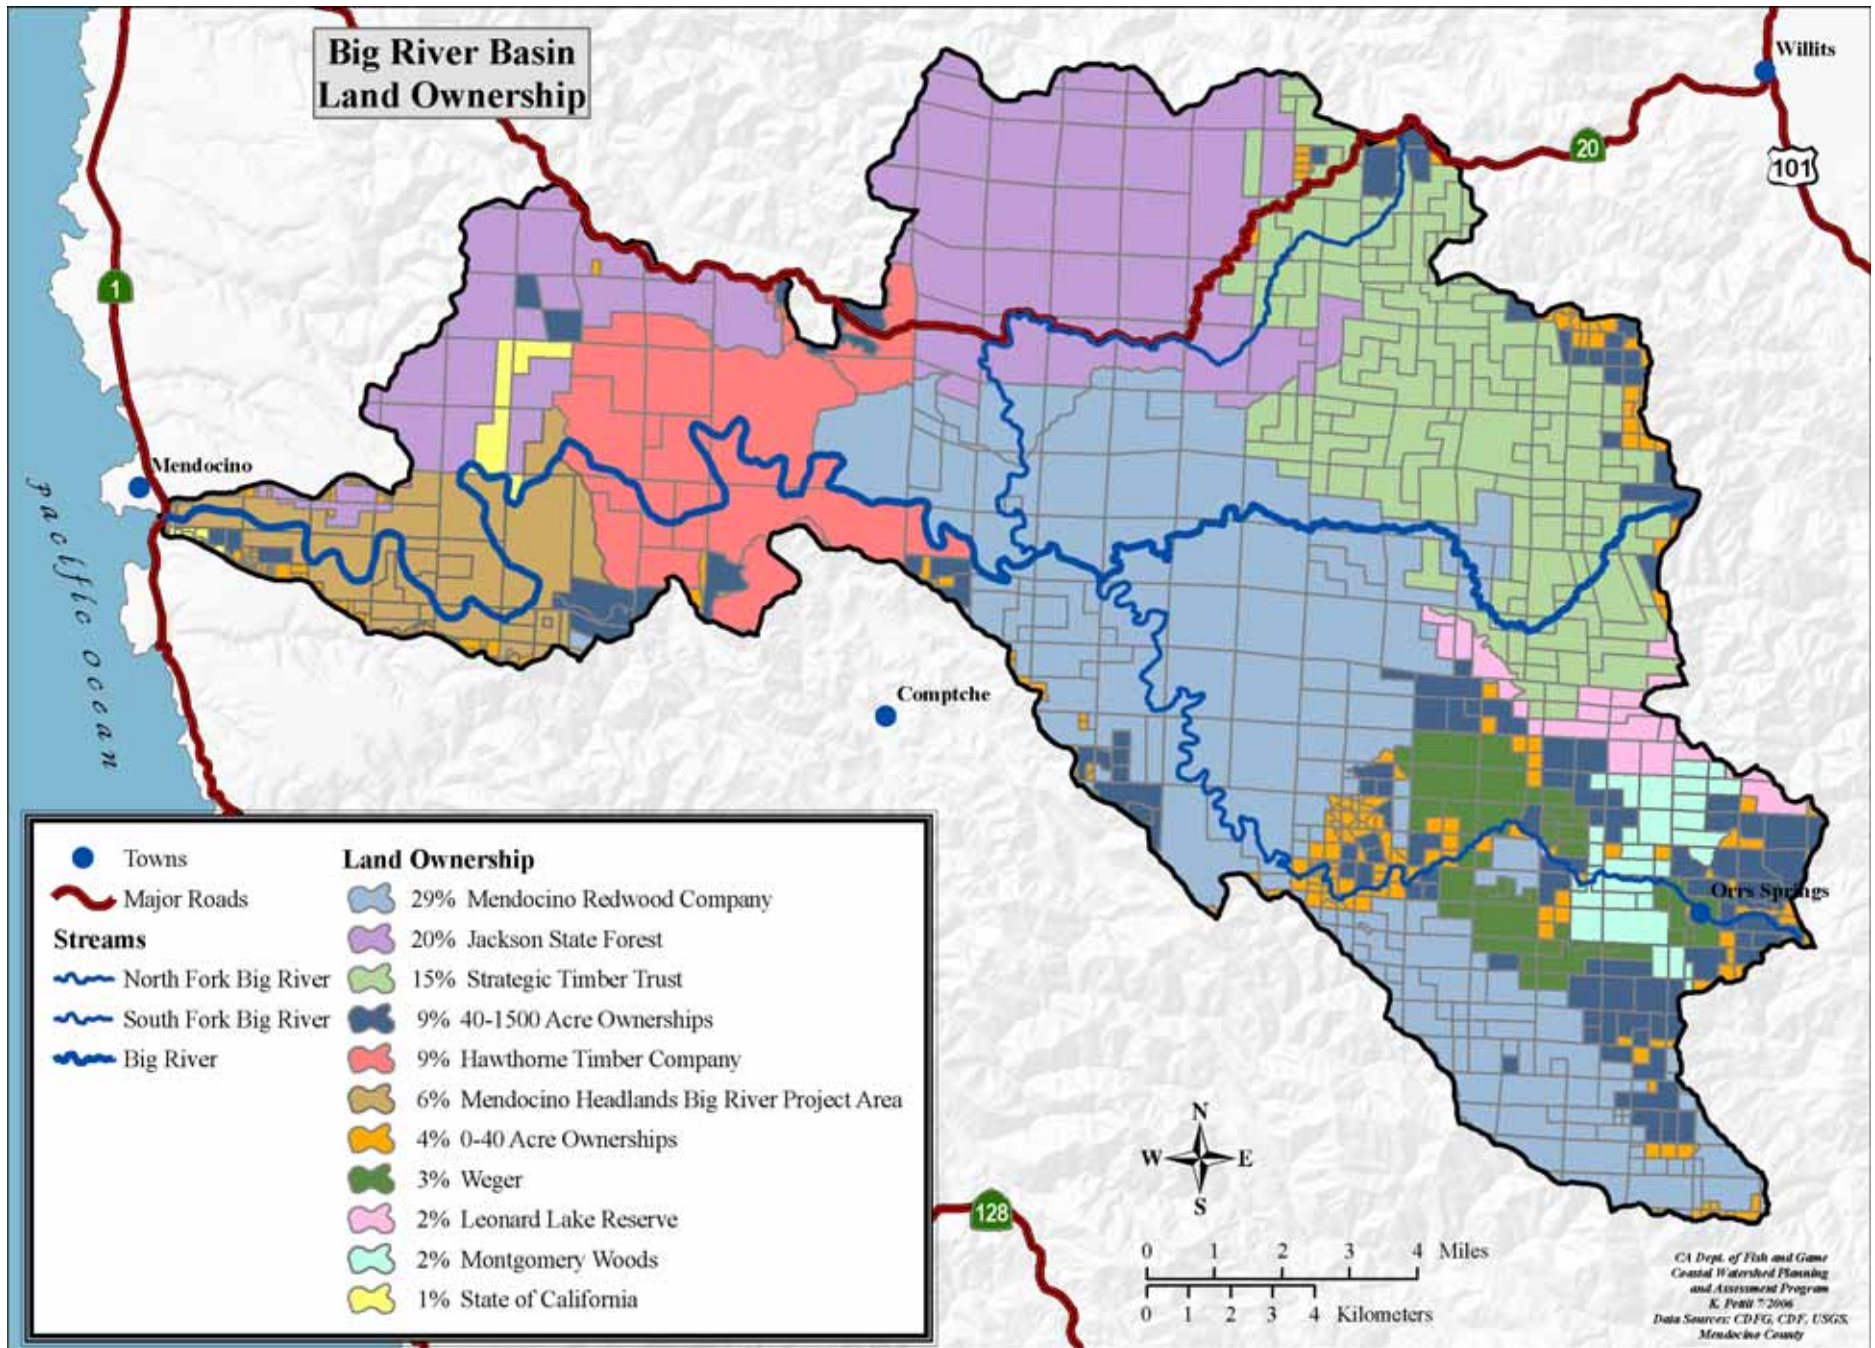 Big River Basin
Land Ownership
Willits
20
101
1
Mendocino
pacific ocean
Comptche
Orrs Springs
Towns
Major Roads
Streams
North Fork Big River
South Fork Big River
Big River
Land Ownership
29% Mendocino Redwood Company
20% Jackson State Forest
15% Strategic Timber Trust
9% 40-1500 Acre Ownerships
9% Hawthorne Timber Company
6% Mendocino Headlands Big River Project Area
4% 0-40 Acre Ownerships
3% Weger
2% Leonard Lake Reserve
2% Montgomery Woods
1% State of California
128
N
W E
S
0 1 2 3 4 Miles
0 1 2 3 4 Kilometers
CA Dept. of Fish and Game
Coastal Watershed Planning
and Assessment Program
K. Pettit 7/2006
Data Sources: CDFG, CDF, USGS,
Mendocino County